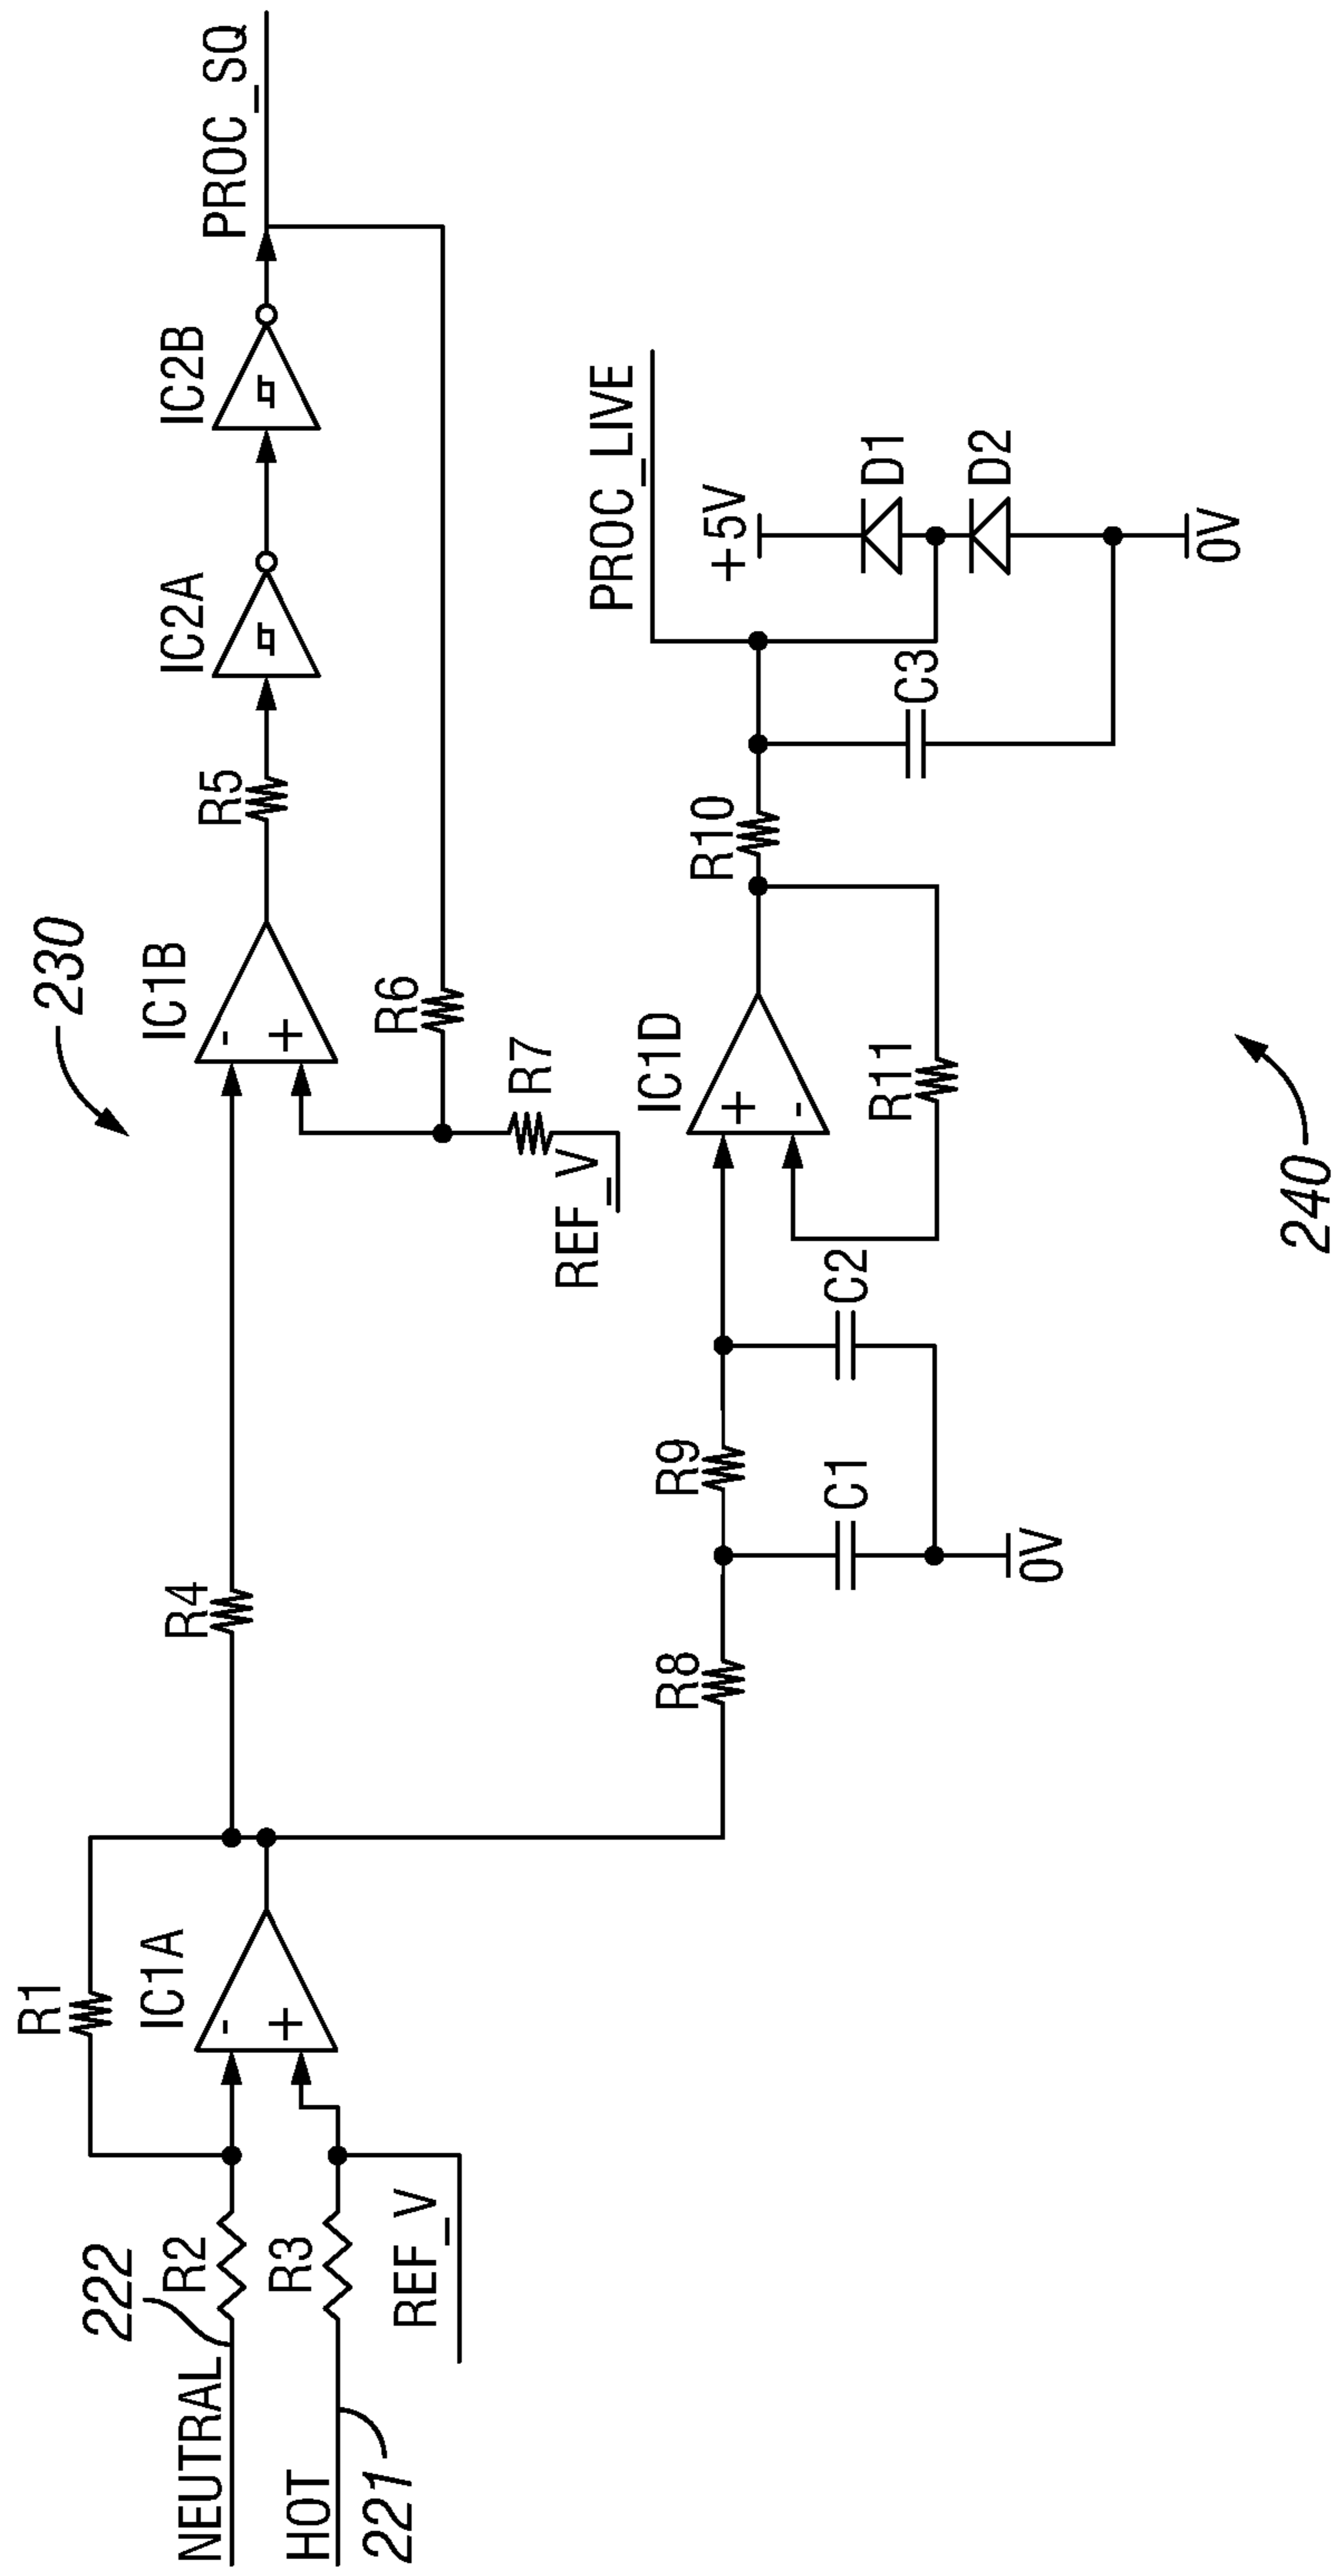 230
IC1B
-
+
R5
IC2A
IC2B
PROC_SQ
R4
R6
R7
REF_V
R1
IC1A
-
+
222
NEUTRAL
R2
HOT
R3
221
REF_V
R8
R9
C1
C2
0V
IC1D
+
-
R11
R10
PROC_LIVE
+5V
D1
D2
C3
0V
240